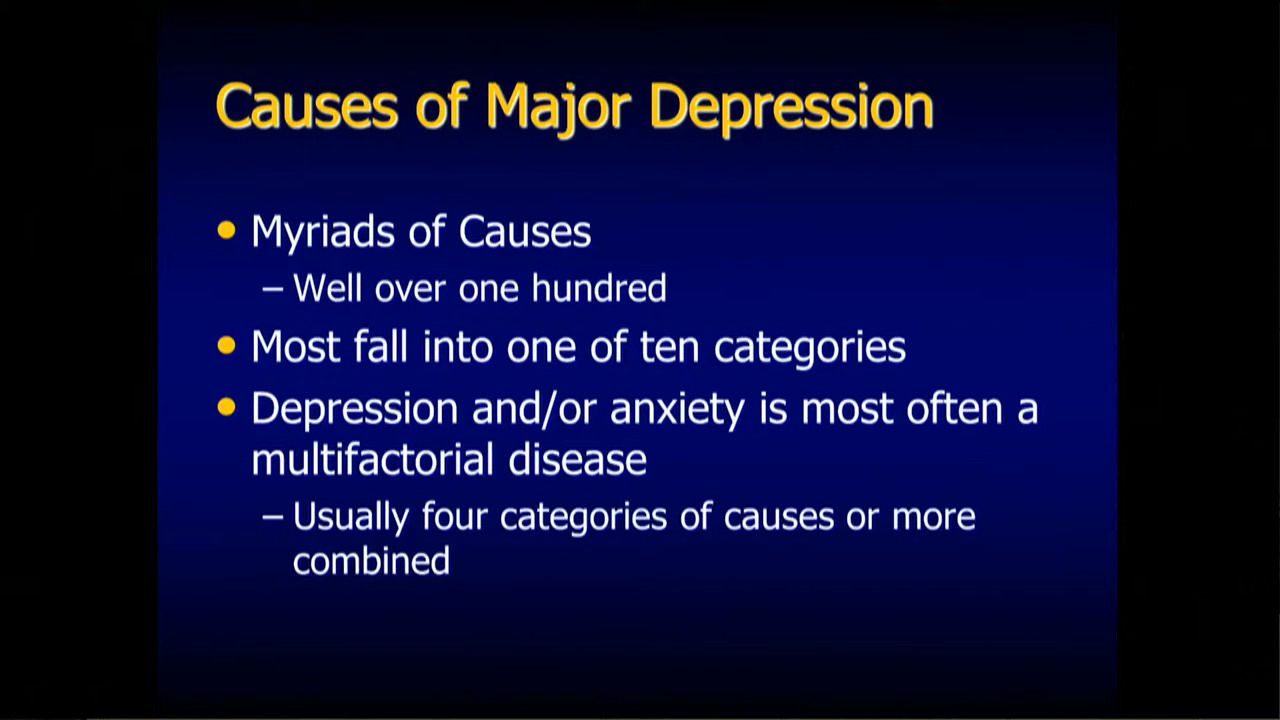 Causes of Major Depression
• Myriads of Causes
– Well over one hundred
• Most fall into one of ten categories
• Depression and/or anxiety is most often a
multifactorial disease
– Usually four categories of causes or more
combined